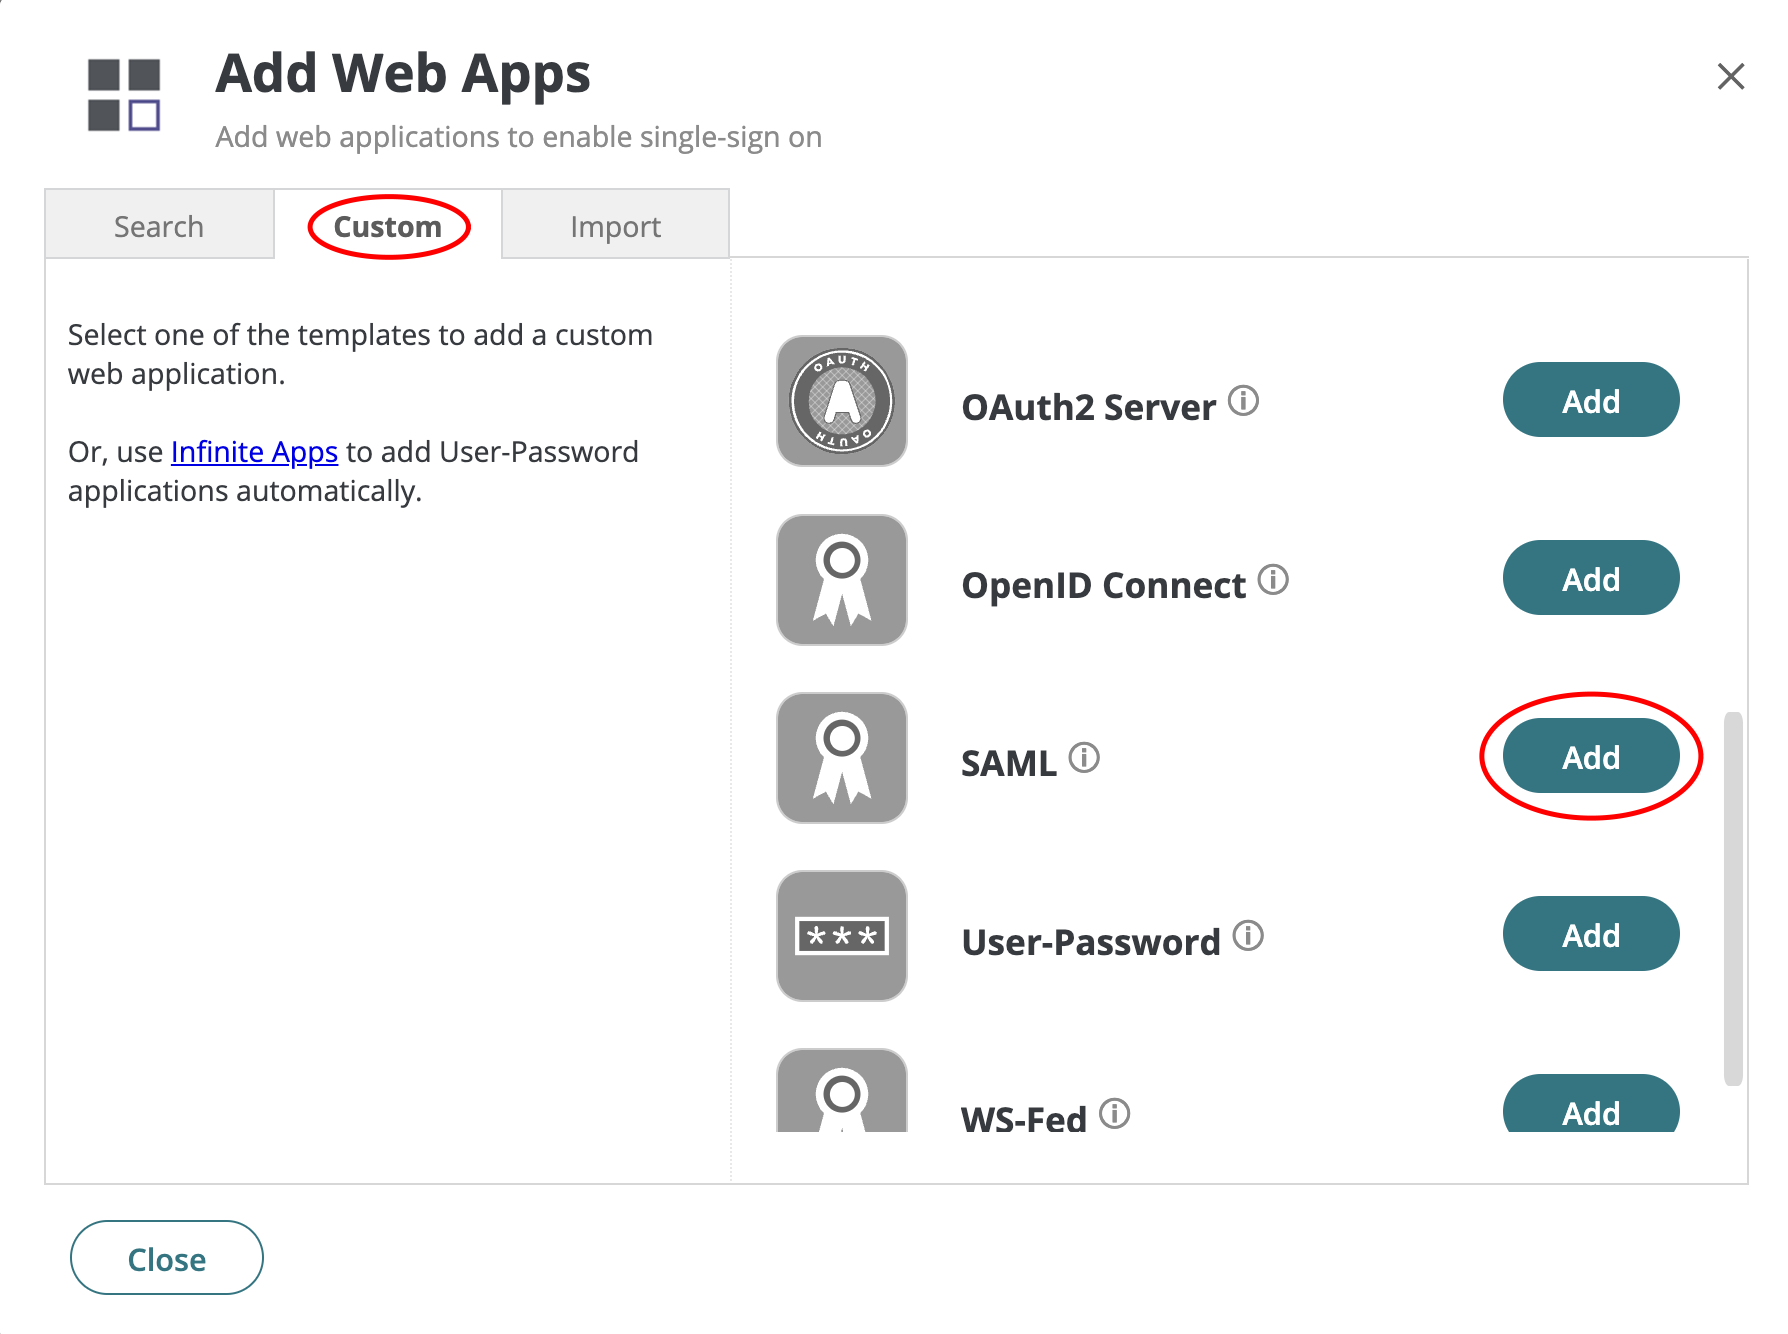 Add Web Apps
Add web applications to enable single-sign on
Search
Custom
Import
Select one of the templates to add a custom
web application.
Or, use Infinite Apps to add User-Password
applications automatically.
OAUTH
A
OAUTH
OAuth2 Server
Add
OpenID Connect
Add
SAML
Add
***
User-Password
Add
WS-Fed
Add
Close